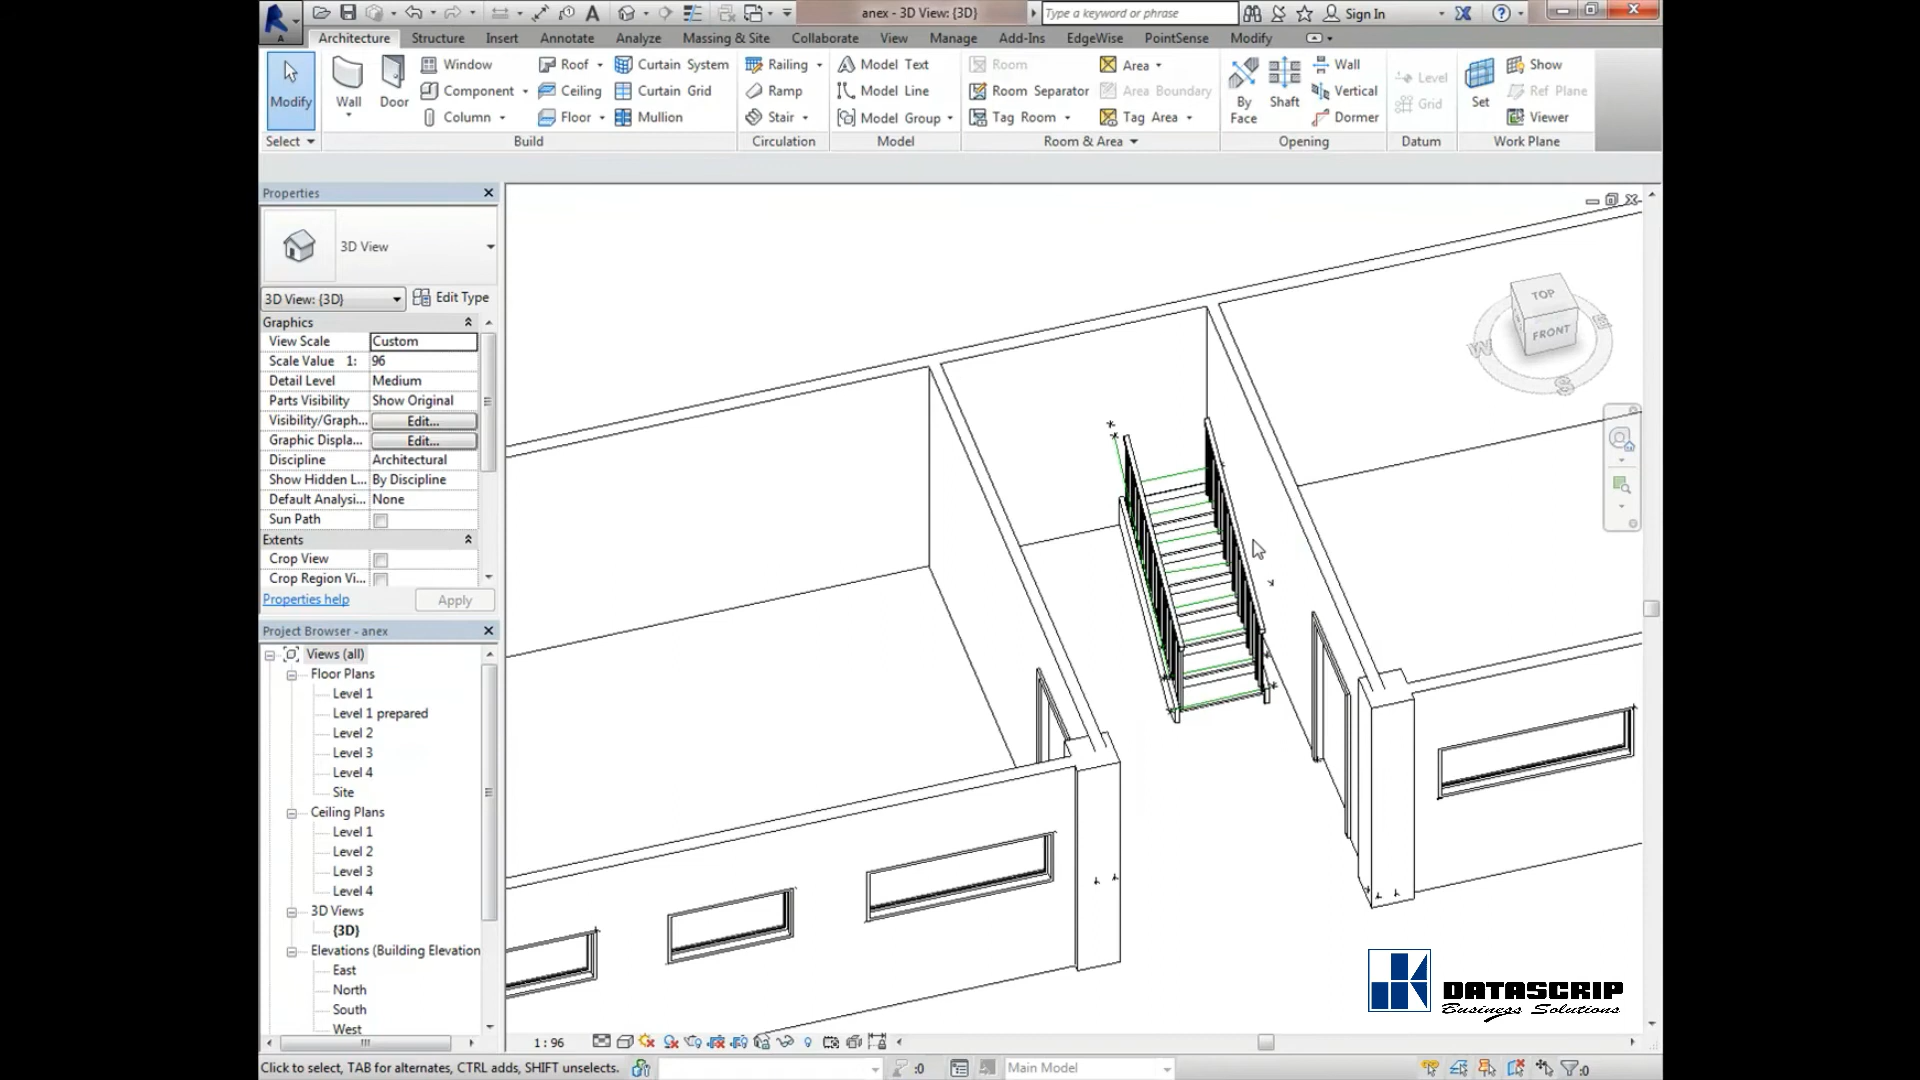 anex - 3D View: {3D}
Type a keyword or phrase
Sign In
Architecture Structure Insert Annotate Analyze Massing & Site Collaborate View Manage Add-Ins EdgeWise PointSense Modify
Modify
Wall
Door
Window
Component
Column
Roof
Ceiling
Floor
Curtain System
Curtain Grid
Mullion
Railing
Ramp
Stair
Model Text
Model Line
Model Group
Room
Room Separator
Tag Room
Area
Area Boundary
Tag Area
By Face
Shaft
Wall
Vertical
Dormer
Level
Grid
Set
Show
Ref Plane
Viewer
Select
Build
Circulation
Model
Room & Area
Opening
Datum
Work Plane
Properties
3D View
3D View: {3D} Edit Type
Graphics
View Scale Custom
Scale Value 1: 96
Detail Level Medium
Parts Visibility Show Original
Visibility/Graph... Edit...
Graphic Displa... Edit...
Discipline Architectural
Show Hidden L... By Discipline
Default Analysi... None
Sun Path
Extents
Crop View
Crop Region Vi...
Properties help Apply
Project Browser - anex
Views (all)
Floor Plans
Level 1
Level 1 prepared
Level 2
Level 3
Level 4
Site
Ceiling Plans
Level 1
Level 2
Level 3
Level 4
3D Views
{3D}
Elevations (Building Elevation
East
North
South
West
TOP
FRONT
W
E
S
DATASCRIP
Business Solutions
1 : 96
Click to select, TAB for alternates, CTRL adds, SHIFT unselects.
:0
Main Model
:0